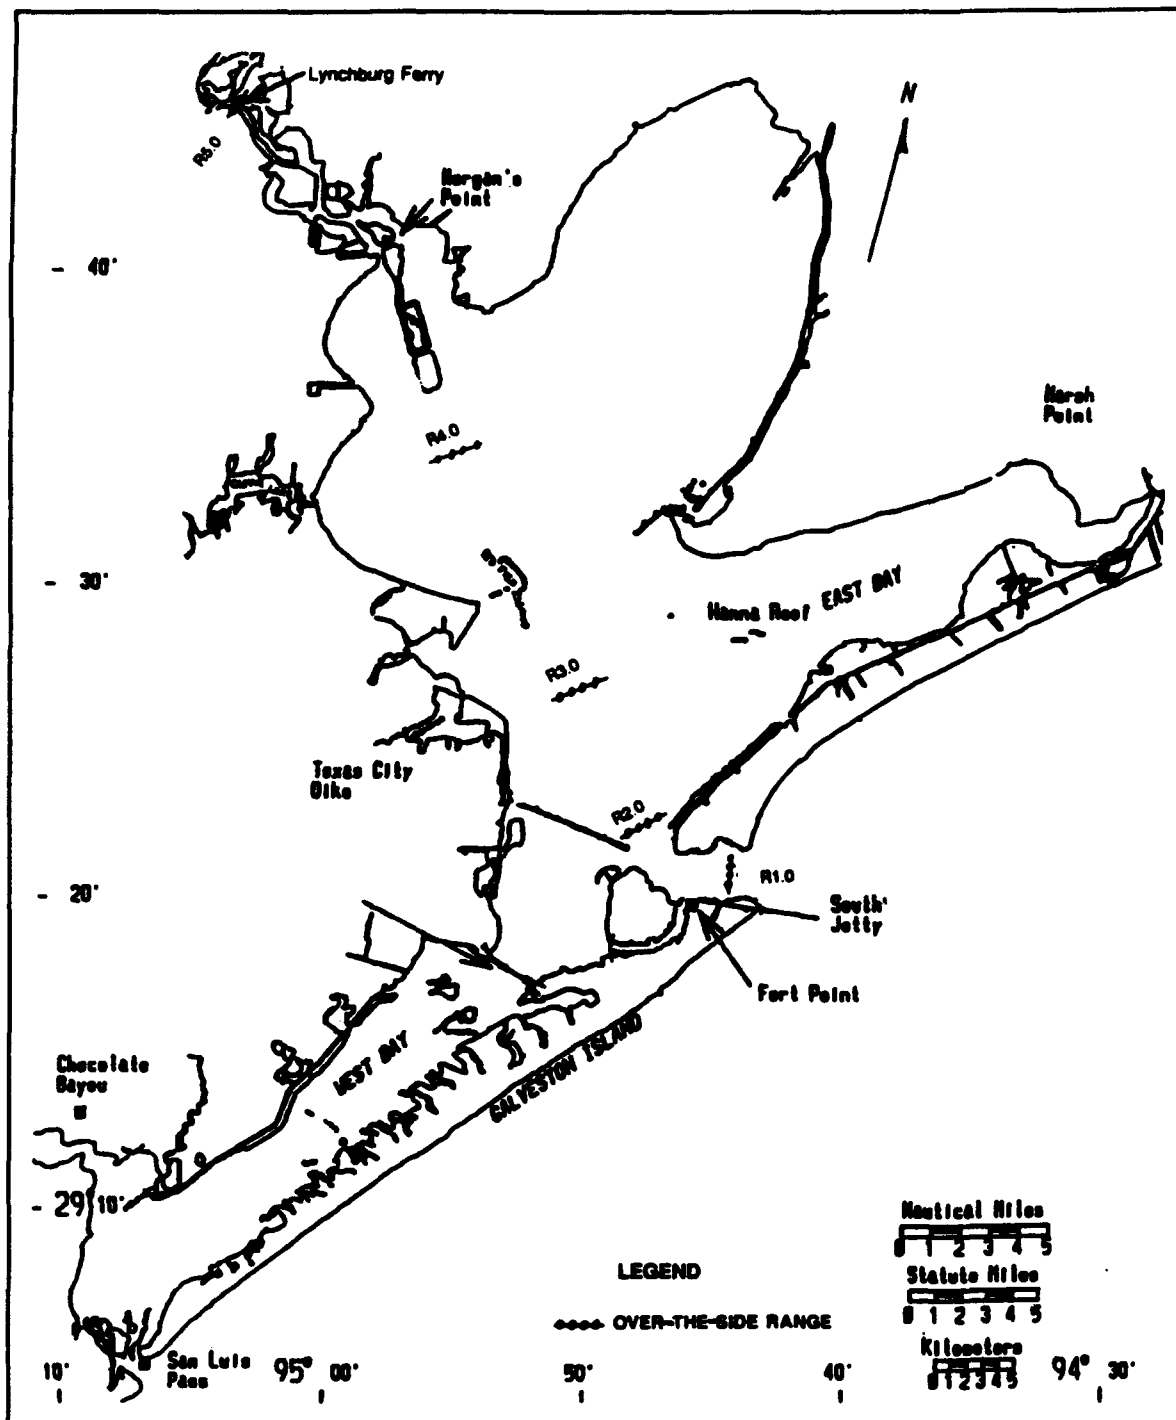 Lynchburg Ferry
N
R5.0
Morgan's
Point
- 40'
Marsh
Point
R4.0
- 30'
EAST BAY
Hanna Reef
R3.0
Texas City
Dike
R2.0
R1.0
- 20'
South
Jetty
Fort Point
WEST BAY
GALVESTON ISLAND
Chocolate
Bayou
- 29° 10'
Nautical Miles
0 1 2 3 4 5
Statute Miles
0 1 2 3 4 5
Kilometers
0 1 2 3 4 5
LEGEND
OVER-THE-SIDE RANGE
San Luis
Pass
10' 95° 00' 50' 40' 94° 30'